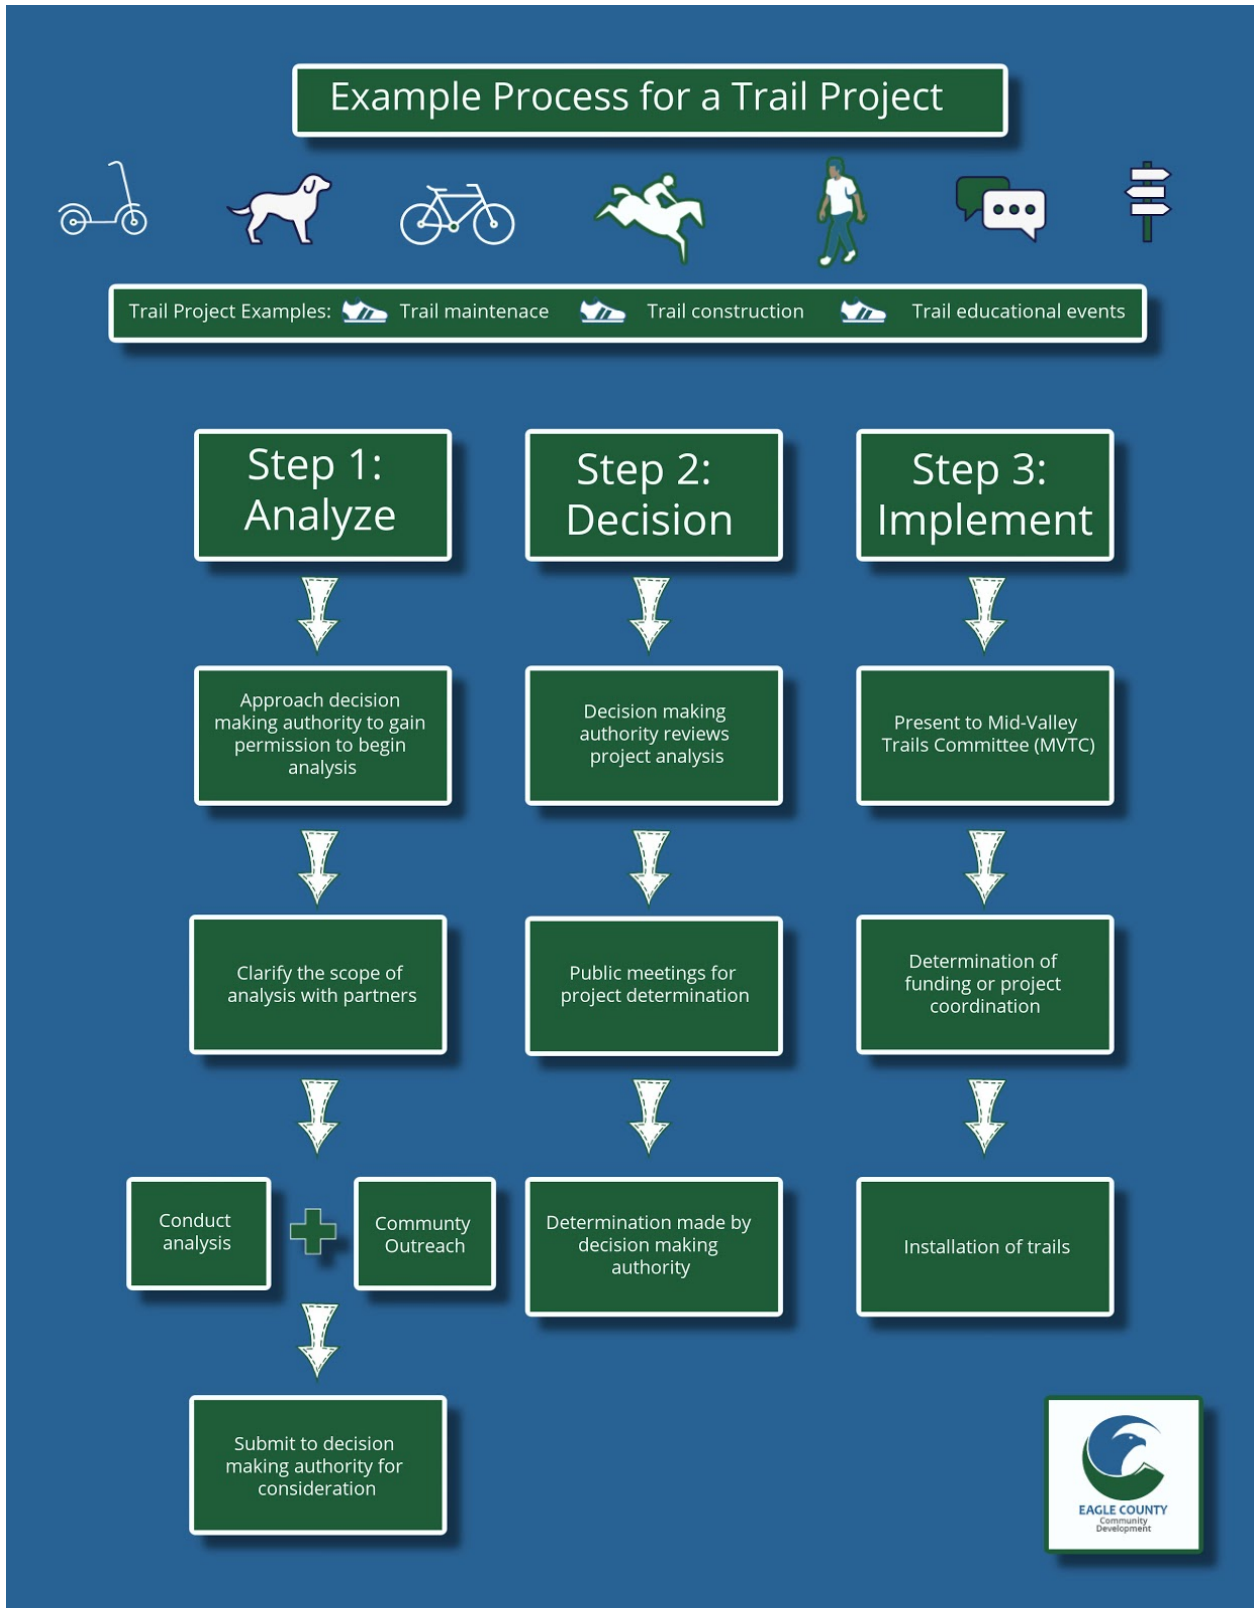 Example Process for a Trail Project
Trail Project Examples: Trail maintenace Trail construction Trail educational events
Step 1:
Analyze
Approach decision
making authority to gain
permission to begin
analysis
Clarify the scope of
analysis with partners
Conduct
analysis
Communty
Outreach
Submit to decision
making authority for
consideration
Step 2:
Decision
Decision making
authority reviews
project analysis
Public meetings for
project determination
Determination made by
decision making
authority
Step 3:
Implement
Present to Mid-Valley
Trails Committee (MVTC)
Determination of
funding or project
coordination
Installation of trails
EAGLE COUNTY
Community
Development